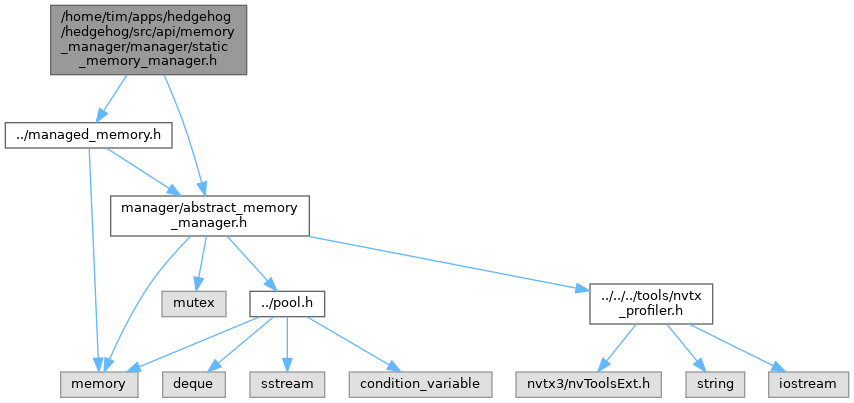 /home/tim/apps/hedgehog
/hedgehog/src/api/memory
_manager/manager/static
_memory_manager.h
../managed_memory.h
manager/abstract_memory
_manager.h
mutex
../pool.h
../../../tools/nvtx
_profiler.h
memory
deque
sstream
condition_variable
nvtx3/nvToolsExt.h
string
iostream